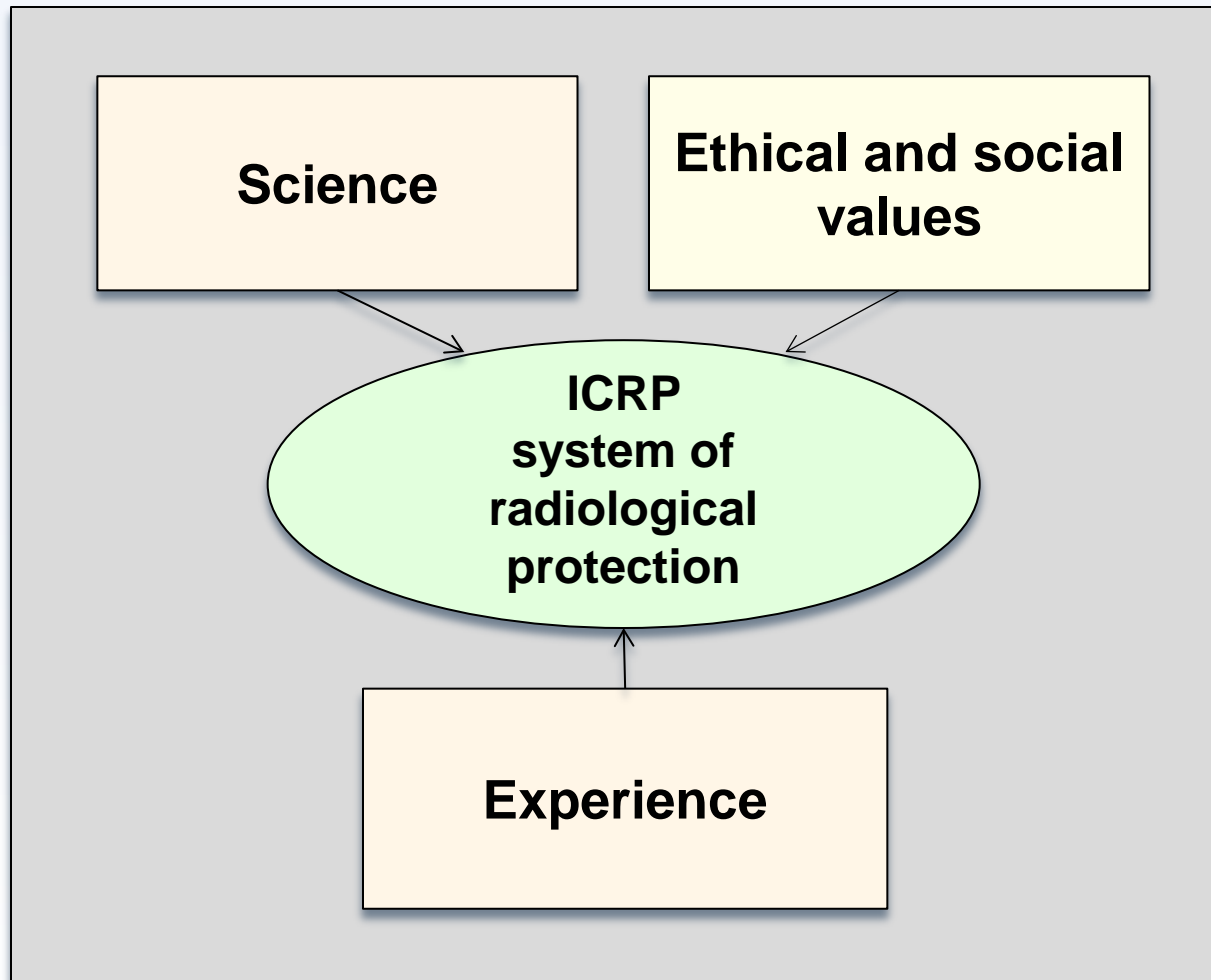 Science
Ethical and social
values
ICRP
system of
radiological
protection
Experience